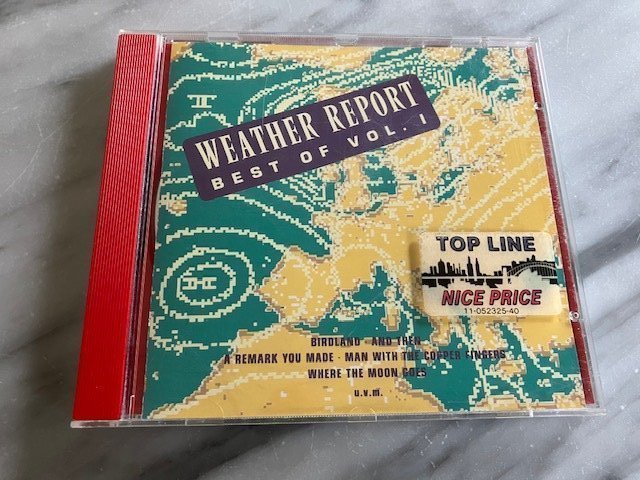 WEATHER REPORT
BEST OF VOL. I
TOP LINE
NICE PRICE
11-052325-40
BIRDLAND · AND THEN
A REMARK YOU MADE · MAN WITH THE COPPER FINGERS
WHERE THE MOON GOES
u.v.m.